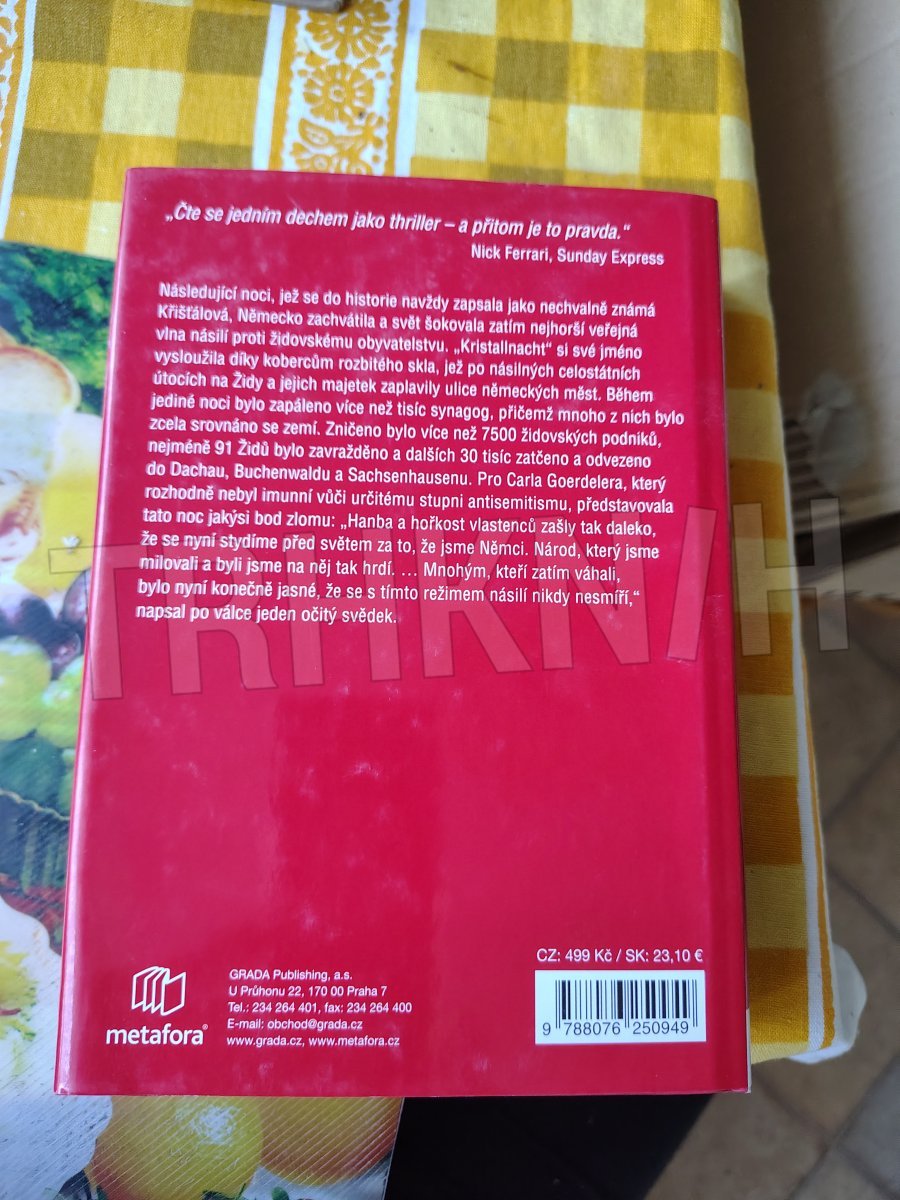 „Čte se jedním dechem jako thriller – a přitom je to pravda.“
Nick Ferrari, Sunday Express
Následující noci, jež se do historie navždy zapsala jako nechvalně známá
Křišťálová, Německo zachvátila a svět šokovala zatím nejhorší veřejná
vlna násilí proti židovskému obyvatelstvu. „Kristallnacht“ si své jméno
vysloužila díky kobercům rozbitého skla, jež po násilných celostátních
útocích na Židy a jejich majetek zaplavily ulice německých měst. Během
jediné noci bylo zapáleno více než tisíc synagog, přičemž mnoho z nich bylo
zcela srovnáno se zemí. Zničeno bylo více než 7500 židovských podniků,
nejméně 91 Židů bylo zavražděno a dalších 30 tisíc zatčeno a odvezeno
do Dachau, Buchenwaldu a Sachsenhausenu. Pro Carla Goerdelera, který
rozhodně nebyl imunní vůči určitému stupni antisemitismu, představovala
tato noc jakýsi bod zlomu: „Hanba a hořkost vlastenců zašly tak daleko,
že se nyní stydíme před světem za to, že jsme Němci. Národ, který jsme
milovali a byli jsme na něj tak hrdí. … Mnohým, kteří zatím váhali,
bylo nyní konečně jasné, že se s tímto režimem násilí nikdy nesmíří,“
napsal po válce jeden očitý svědek.
CZ: 499 Kč / SK: 23,10 €
metafora®
GRADA Publishing, a.s.
U Průhonu 22, 170 00 Praha 7
Tel.: 234 264 401, fax: 234 264 400
E-mail: obchod@grada.cz
www.grada.cz, www.metafora.cz
9 788076 250949